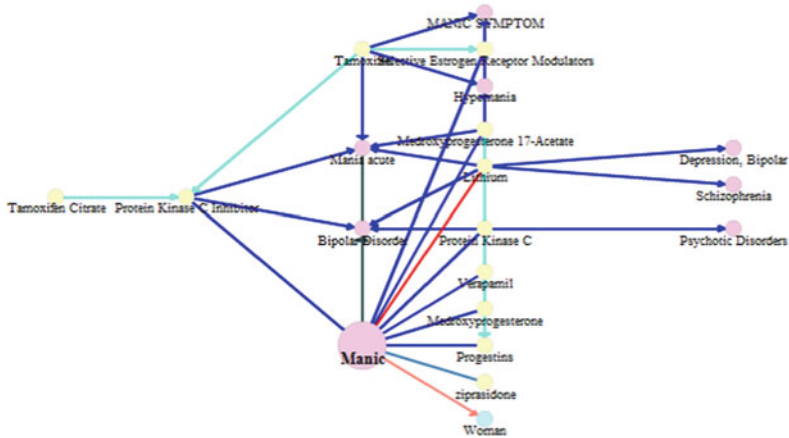 MANIC SYMPTOM
Tamoxifen
Selective Estrogen Receptor Modulators
Hypomania
Medroxyprogesterone 17-Acetate
Mania acute
Lithium
Depression, Bipolar
Schizophrenia
Tamoxifen Citrate
Protein Kinase C Inhibitor
Bipolar Disorder
Protein Kinase C
Psychotic Disorders
Verapamil
Medroxyprogesterone
Manic
Progestins
ziprasidone
Woman